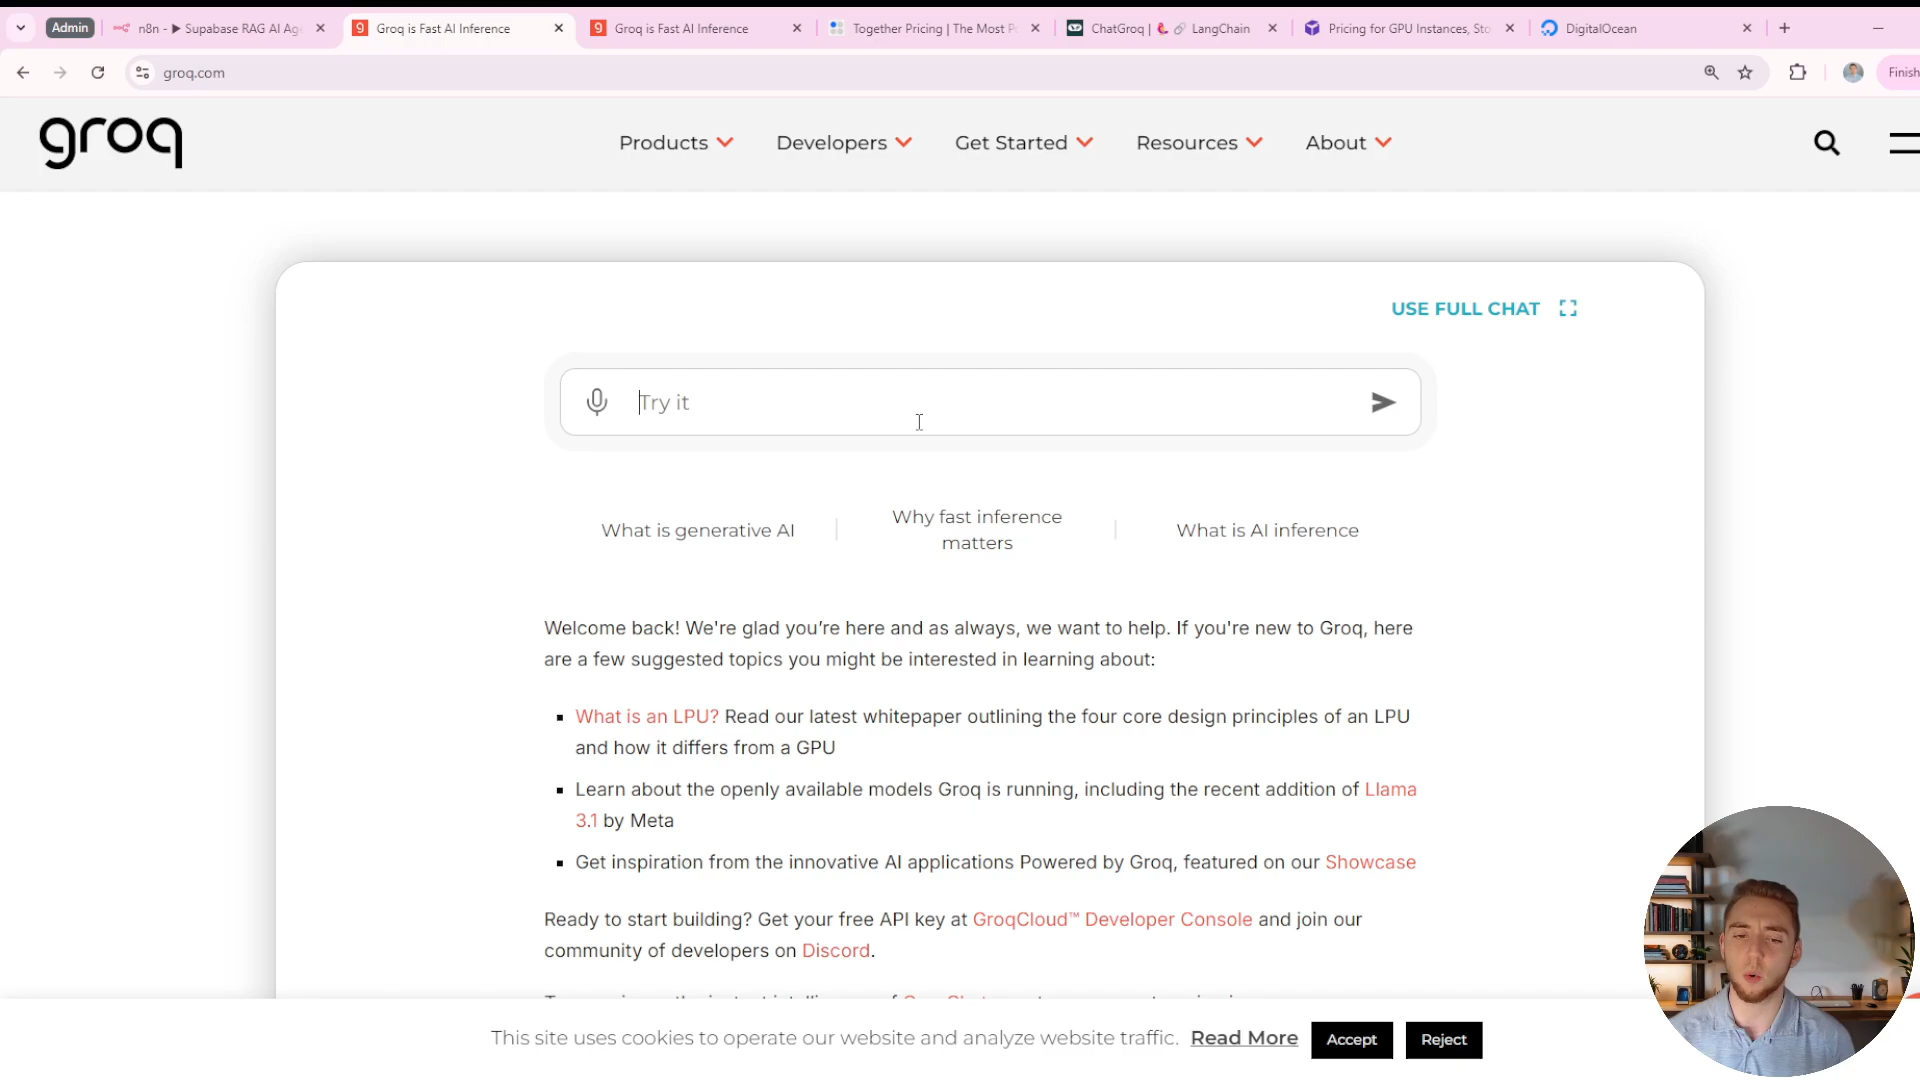 Admin
n8n - ▶ Supabase RAG AI Age
Groq is Fast AI Inference
Groq is Fast AI Inference
Together Pricing | The Most P
ChatGroq | 🦜️🔗 LangChain
Pricing for GPU Instances, Sto
DigitalOcean
groq.com
Finish
groq
Products
Developers
Get Started
Resources
About
USE FULL CHAT
Try it
What is generative AI
Why fast inference
matters
What is AI inference
Welcome back! We're glad you’re here and as always, we want to help. If you're new to Groq, here
are a few suggested topics you might be interested in learning about:
▪ What is an LPU? Read our latest whitepaper outlining the four core design principles of an LPU
and how it differs from a GPU
▪ Learn about the openly available models Groq is running, including the recent addition of Llama
3.1 by Meta
▪ Get inspiration from the innovative AI applications Powered by Groq, featured on our Showcase
Ready to start building? Get your free API key at GroqCloud™ Developer Console and join our
community of developers on Discord.
This site uses cookies to operate our website and analyze website traffic. Read More
Accept
Reject